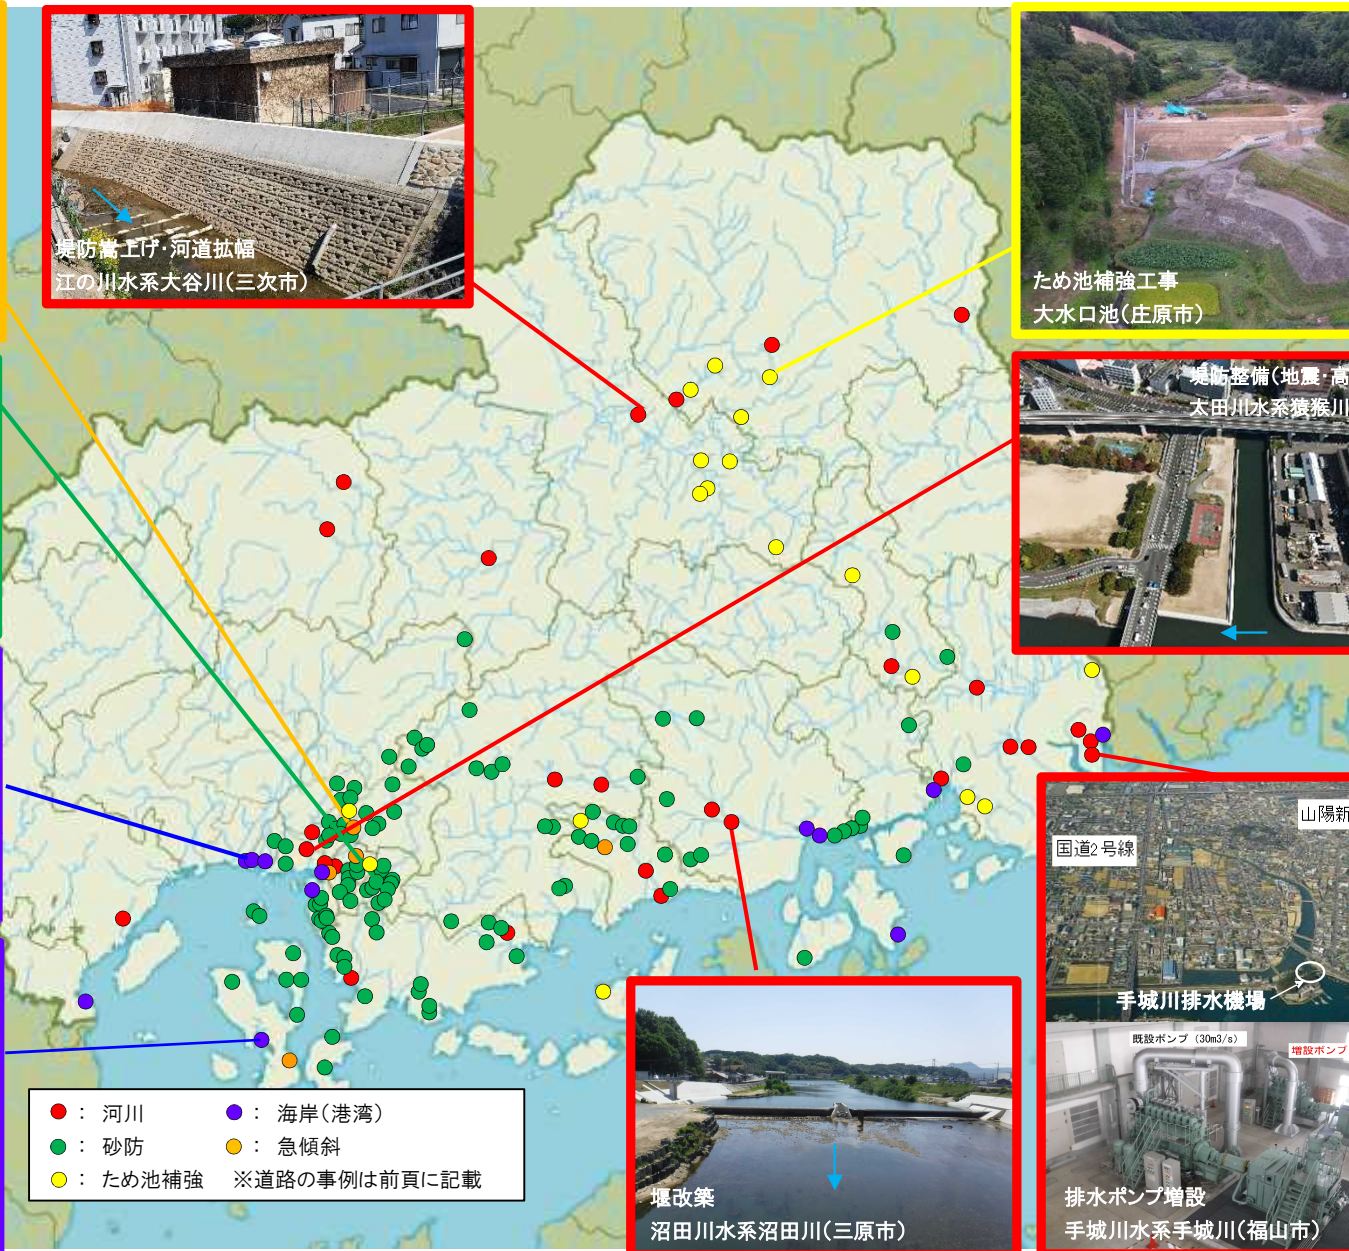 堤防嵩上げ･河道拡幅
江の川水系大谷川(三次市)
ため池補強工事
大水口池(庄原市)
堤防整備(地震･高
太田川水系猿猴川
山陽新
国道2号線
手城川排水機場
既設ポンプ (30m3/s)
増設ポンプ
排水ポンプ増設
手城川水系手城川(福山市)
堰改築
沼田川水系沼田川(三原市)
： 河川
： 海岸(港湾)
： 砂防
： 急傾斜
： ため池補強
※道路の事例は前頁に記載